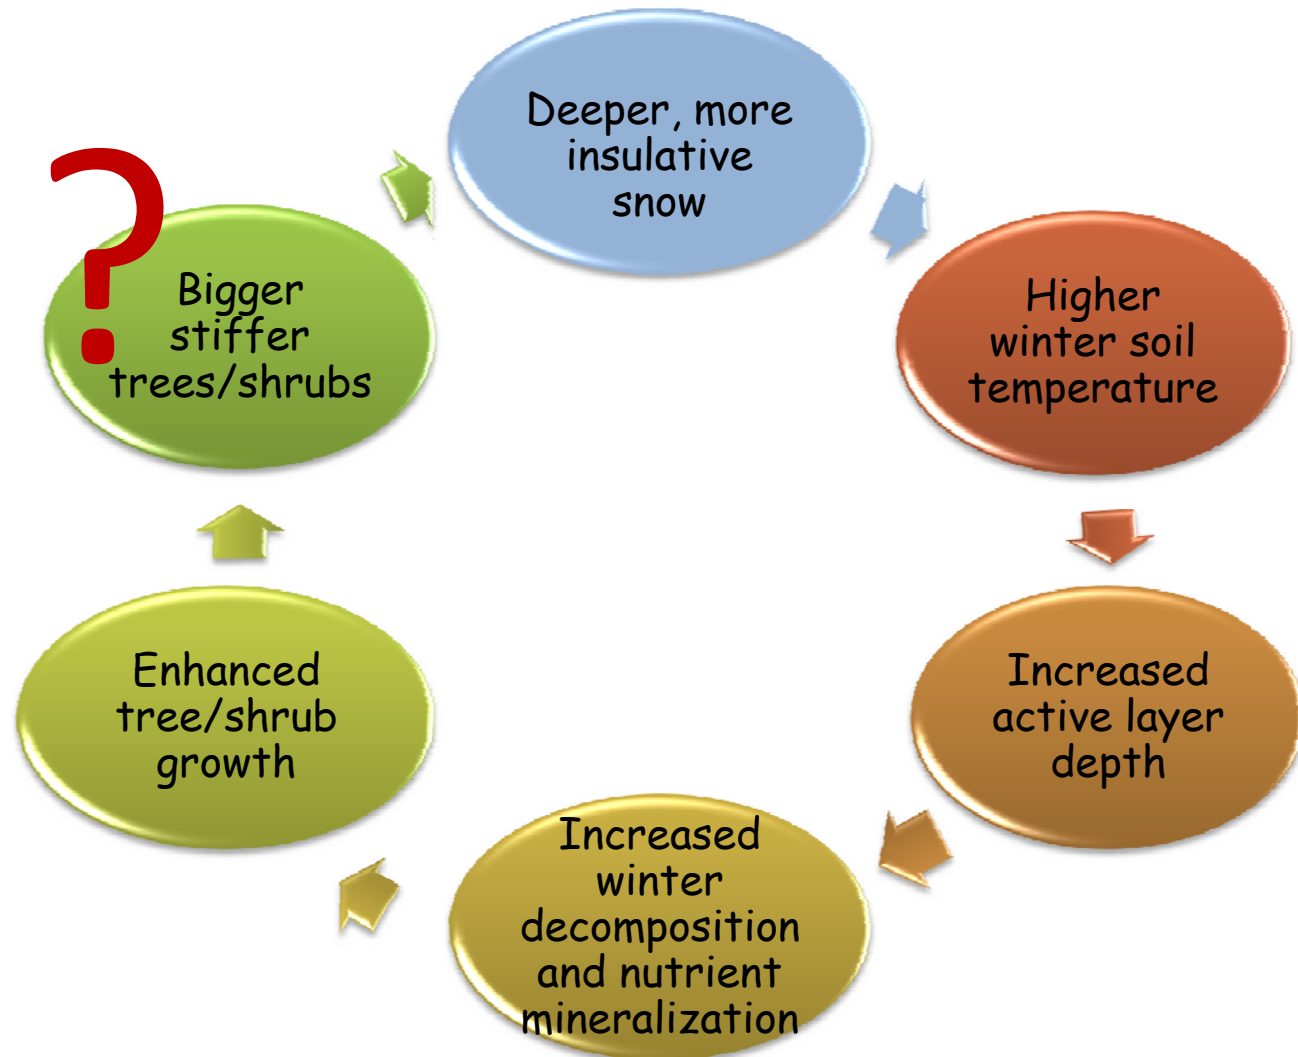 Deeper, more
insulative
snow
?
Bigger
stiffer
trees/shrubs
Higher
winter soil
temperature
Enhanced
tree/shrub
growth
Increased
active layer
depth
Increased
winter
decomposition
and nutrient
mineralization